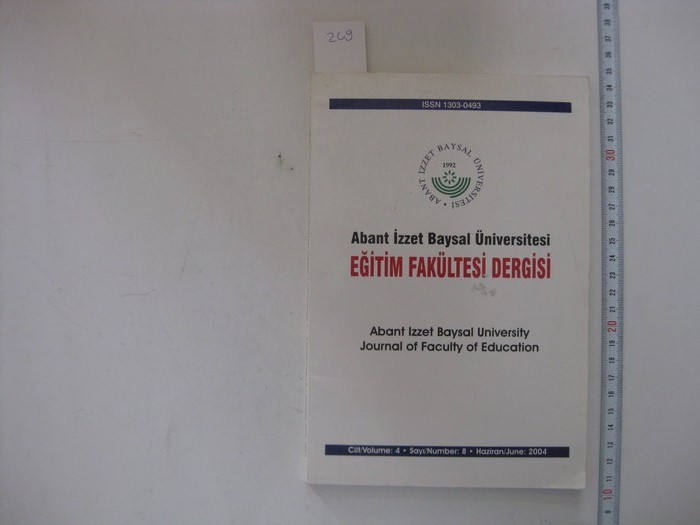 269
ISSN 1303-0493
ABANT İZZET BAYSAL ÜNİVERSİTESİ
1992
Abant İzzet Baysal Üniversitesi
EĞİTİM FAKÜLTESİ DERGİSİ
Abant Izzet Baysal University
Journal of Faculty of Education
Cilt/Volume: 4 • Sayı/Number: 8 • Haziran/June: 2004